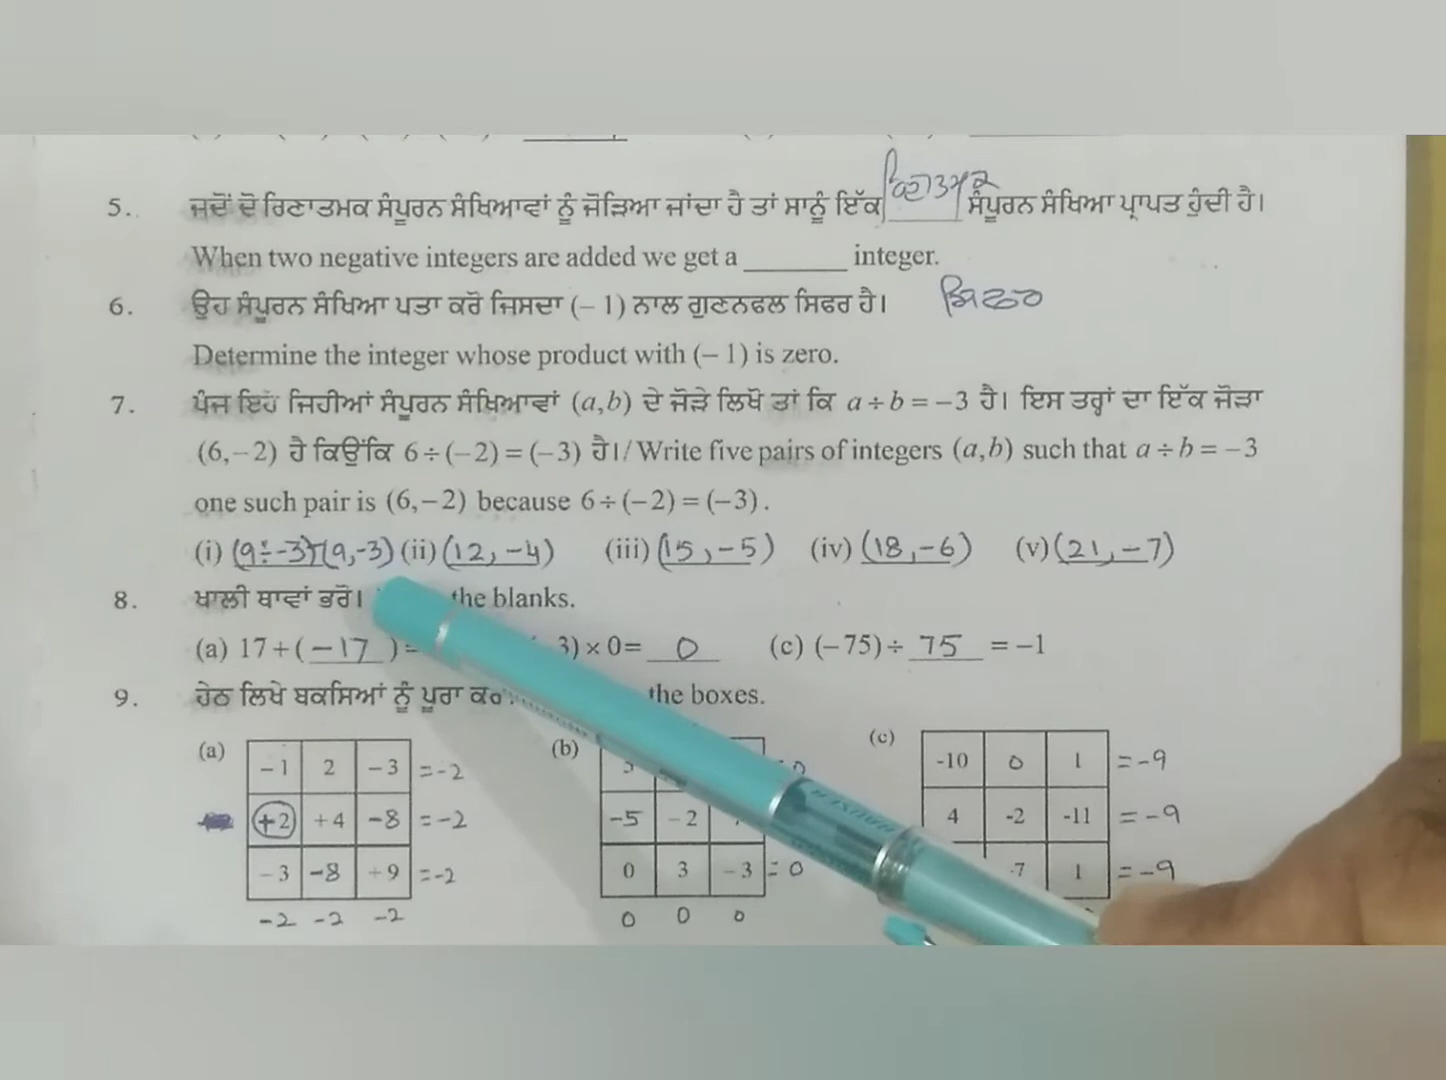 5. ਜਦੋਂ ਦੋ ਰਿਣਾਤਮਕ ਸੰਪੂਰਨ ਸੰਖਿਆਵਾਂ ਨੂੰ ਜੋੜਿਆ ਜਾਂਦਾ ਹੈ ਤਾਂ ਸਾਨੂੰ ਇੱਕ ਸੰਪੂਰਨ ਸੰਖਿਆ ਪ੍ਰਾਪਤ ਹੁੰਦੀ ਹੈ।
When two negative integers are added we get a ______ integer.
6. ਉਹ ਸੰਪੂਰਨ ਸੰਖਿਆ ਪਤਾ ਕਰੋ ਜਿਸਦਾ (– 1) ਨਾਲ ਗੁਣਨਫਲ ਸਿਫਰ ਹੈ। ਸਿਫਰ
Determine the integer whose product with (– 1) is zero.
7. ਪੰਜ ਇਹੋ ਜਿਹੀਆਂ ਸੰਪੂਰਨ ਸੰਖਿਆਵਾਂ (a,b) ਦੇ ਜੋੜੇ ਲਿਖੋ ਤਾਂ ਕਿ a ÷ b = −3 ਹੈ। ਇਸ ਤਰ੍ਹਾਂ ਦਾ ਇੱਕ ਜੋੜਾ
(6,−2) ਹੈ ਕਿਉਂਕਿ 6 ÷ (−2) = (−3) ਹੈ।/ Write five pairs of integers (a,b) such that a ÷ b = −3
one such pair is (6,−2) because 6 ÷ (−2) = (−3).
(i) (9÷-3)(9,-3) (ii) (12, -4) (iii) (15, -5) (iv) (18, -6) (v) (21, -7)
8. ਖਾਲੀ ਥਾਵਾਂ ਭਰੋ। the blanks.
(a) 17 + ( -17 ) = 3) × 0 = 0 (c) (– 75) ÷ 75 = –1
9. ਹੇਠ ਲਿਖੇ ਬਕਸਿਆਂ ਨੂੰ ਪੂਰਾ the boxes.
(a) (b) (c)
– 1 2 – 3 = -2 -10 0 1 = -9
+2 + 4 -8 = -2 -5 – 2 4 -2 -11 = -9
– 3 -8 + 9 = -2 0 3 – 3 = 0 -7 1 = -9
-2 -2 -2 0 0 0